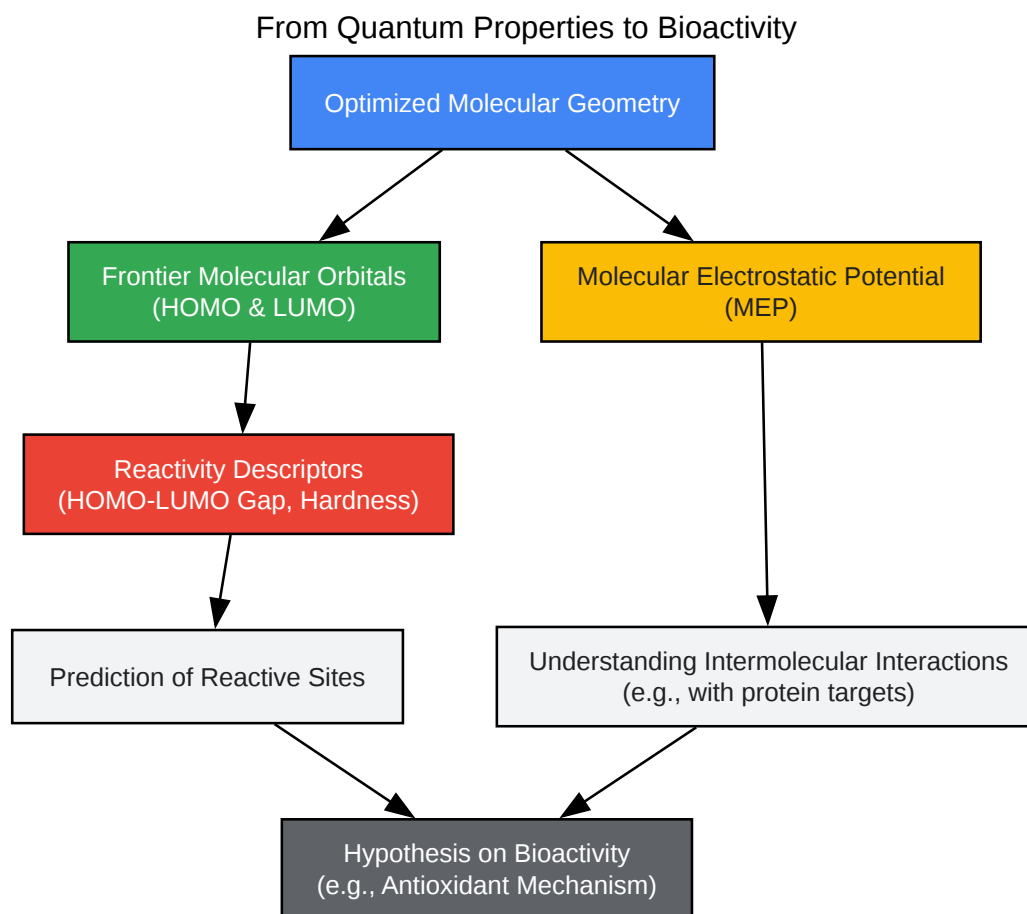 From Quantum Properties to Bioactivity
Optimized Molecular Geometry
Frontier Molecular Orbitals
(HOMO & LUMO)
Molecular Electrostatic Potential
(MEP)
Reactivity Descriptors
(HOMO-LUMO Gap, Hardness)
Prediction of Reactive Sites
Understanding Intermolecular Interactions
(e.g., with protein targets)
Hypothesis on Bioactivity
(e.g., Antioxidant Mechanism)